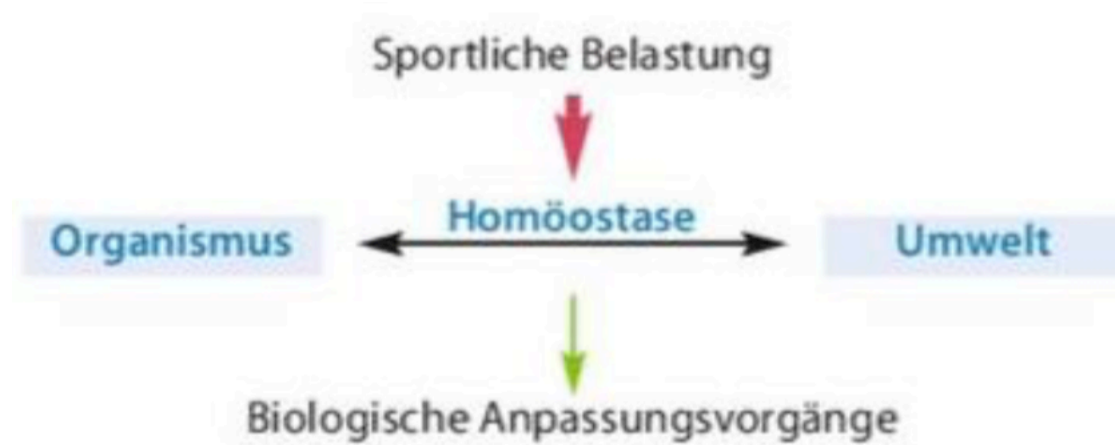 Sportliche Belastung
Homöostase
Organismus
Umwelt
Biologische Anpassungsvorgänge